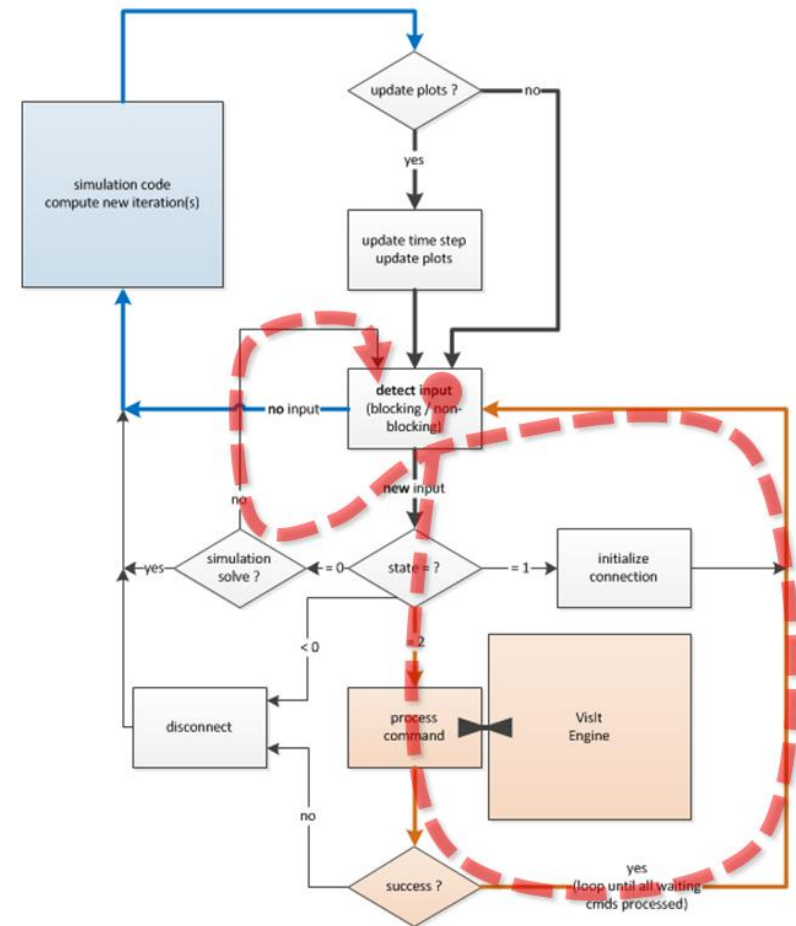 update plots ?
no
yes
simulation code
compute new iteration(s)
update time step
update plots
detect input
(blocking / non-
blocking)
no input
new input
no
yes
simulation
solve ?
= 0
state = ?
= 1
initialize
connection
< 0
= 2
disconnect
process
command
VisIt
Engine
no
success ?
yes
(loop until all waiting
cmds processed)